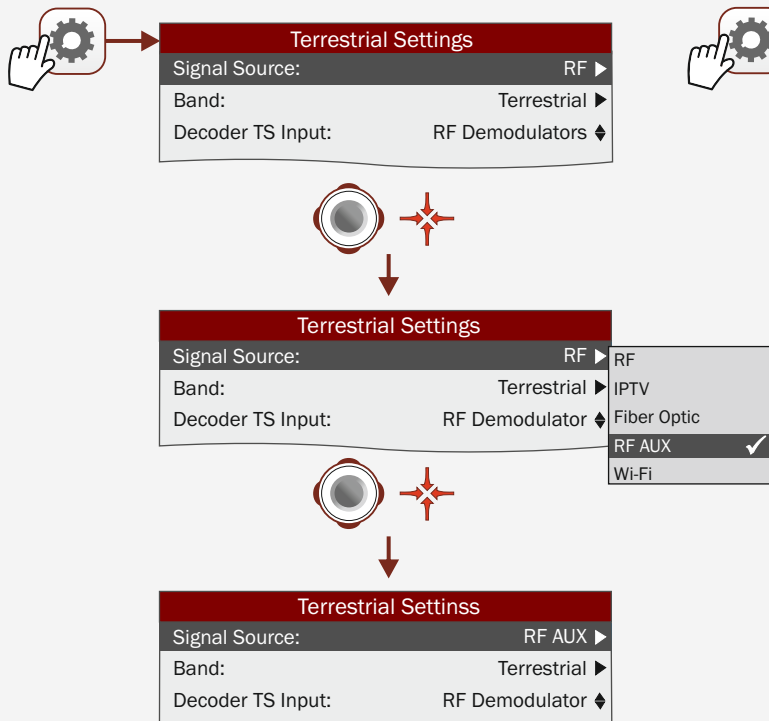 Terrestrial Settings
Signal Source: RF
Band: Terrestrial
Decoder TS Input: RF Demodulators
Terrestrial Settings
Signal Source: RF
Band: Terrestrial
Decoder TS Input: RF Demodulator
RF
IPTV
Fiber Optic
RF AUX
Wi-Fi
Terrestrial Settinss
Signal Source: RF AUX
Band: Terrestrial
Decoder TS Input: RF Demodulator